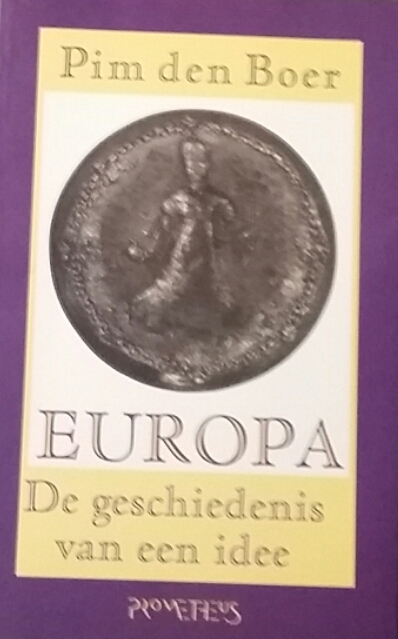 Pim den Boer
EUROPA
De geschiedenis
van een idee
PROMETHEUS